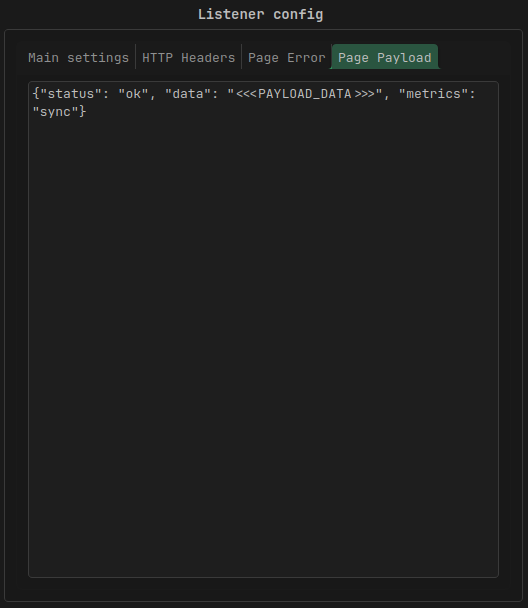 Listener config
Main settings HTTP Headers Page Error Page Payload
{"status": "ok", "data": "<<<PAYLOAD_DATA>>>", "metrics":
"sync"}